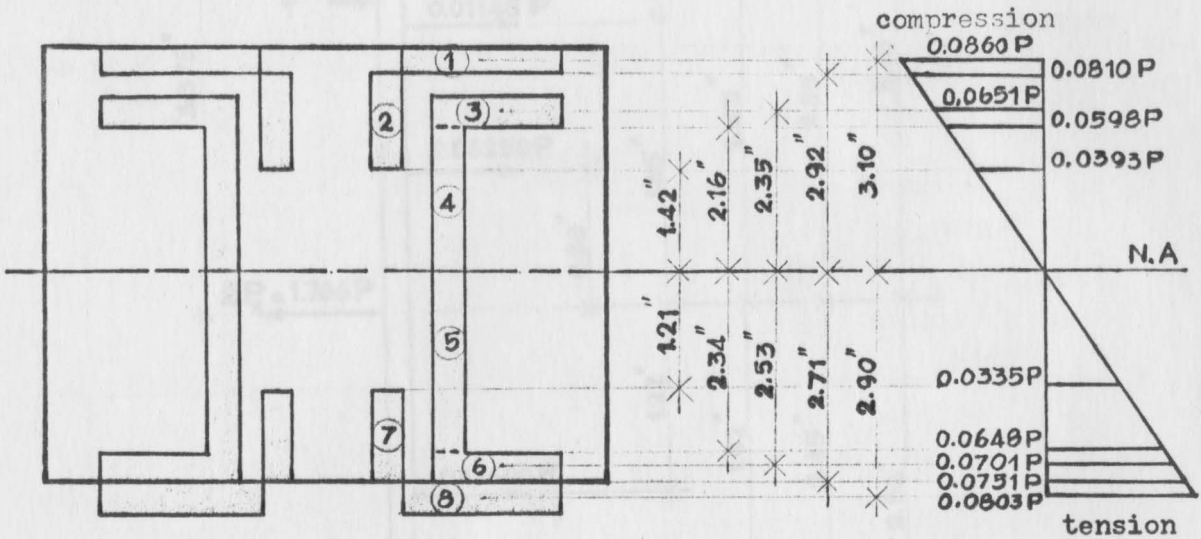 compression
0.0860 P
0.0810 P
0.0651 P
0.0598 P
0.0393 P
1
2
3
4
5
6
7
8
1.42"
2.16"
2.35"
2.92"
3.10"
N.A
1.21"
2.34"
2.53"
2.71"
2.90"
0.0335P
0.0648P
0.0701P
0.0751P
0.0803P
tension